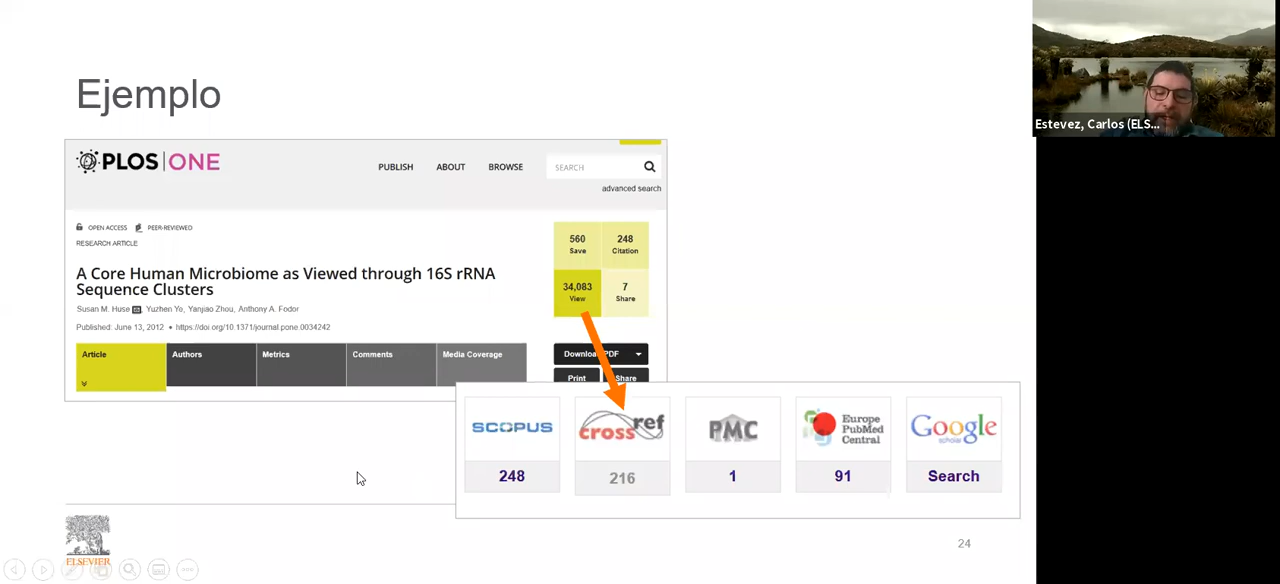 Ejemplo
Estevez, Carlos (ELS...
PLOS ONE
PUBLISH ABOUT BROWSE SEARCH
advanced search
OPEN ACCESS PEER-REVIEWED
RESEARCH ARTICLE
A Core Human Microbiome as Viewed through 16S rRNA
Sequence Clusters
Susan M. Huse, Yuzhen Yo, Yanjiao Zhou, Anthony A. Fodor
Published: June 13, 2012 • https://doi.org/10.1371/journal.pone.0034242
560 248
Save Citation
34,083 7
View Share
Article Authors Metrics Comments Media Coverage
Download PDF
Print Share
SCOPUS crossref PMC Europe PubMed Central Google scholar
248 216 1 91 Search
ELSEVIER
24